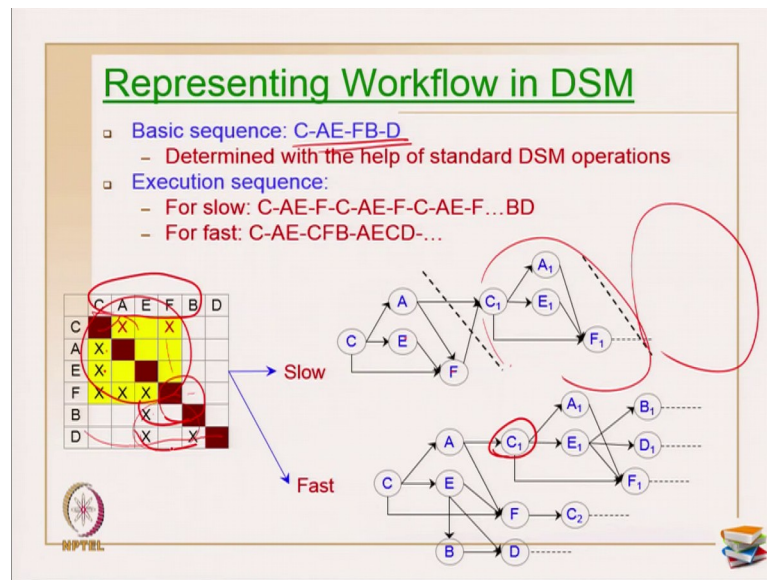 Representing Workflow in DSM
Basic sequence: C-AE-FB-D
– Determined with the help of standard DSM operations
Execution sequence:
– For slow: C-AE-F-C-AE-F-C-AE-F…BD
– For fast: C-AE-CFB-AECD-…
C A E F B D
C X X
A X
E X
F X X X
B X
D X X
Slow
C A E F C1 A1 E1 F1
Fast
C A E B F D C1 C2 A1 E1 B1 D1 F1
NPTEL